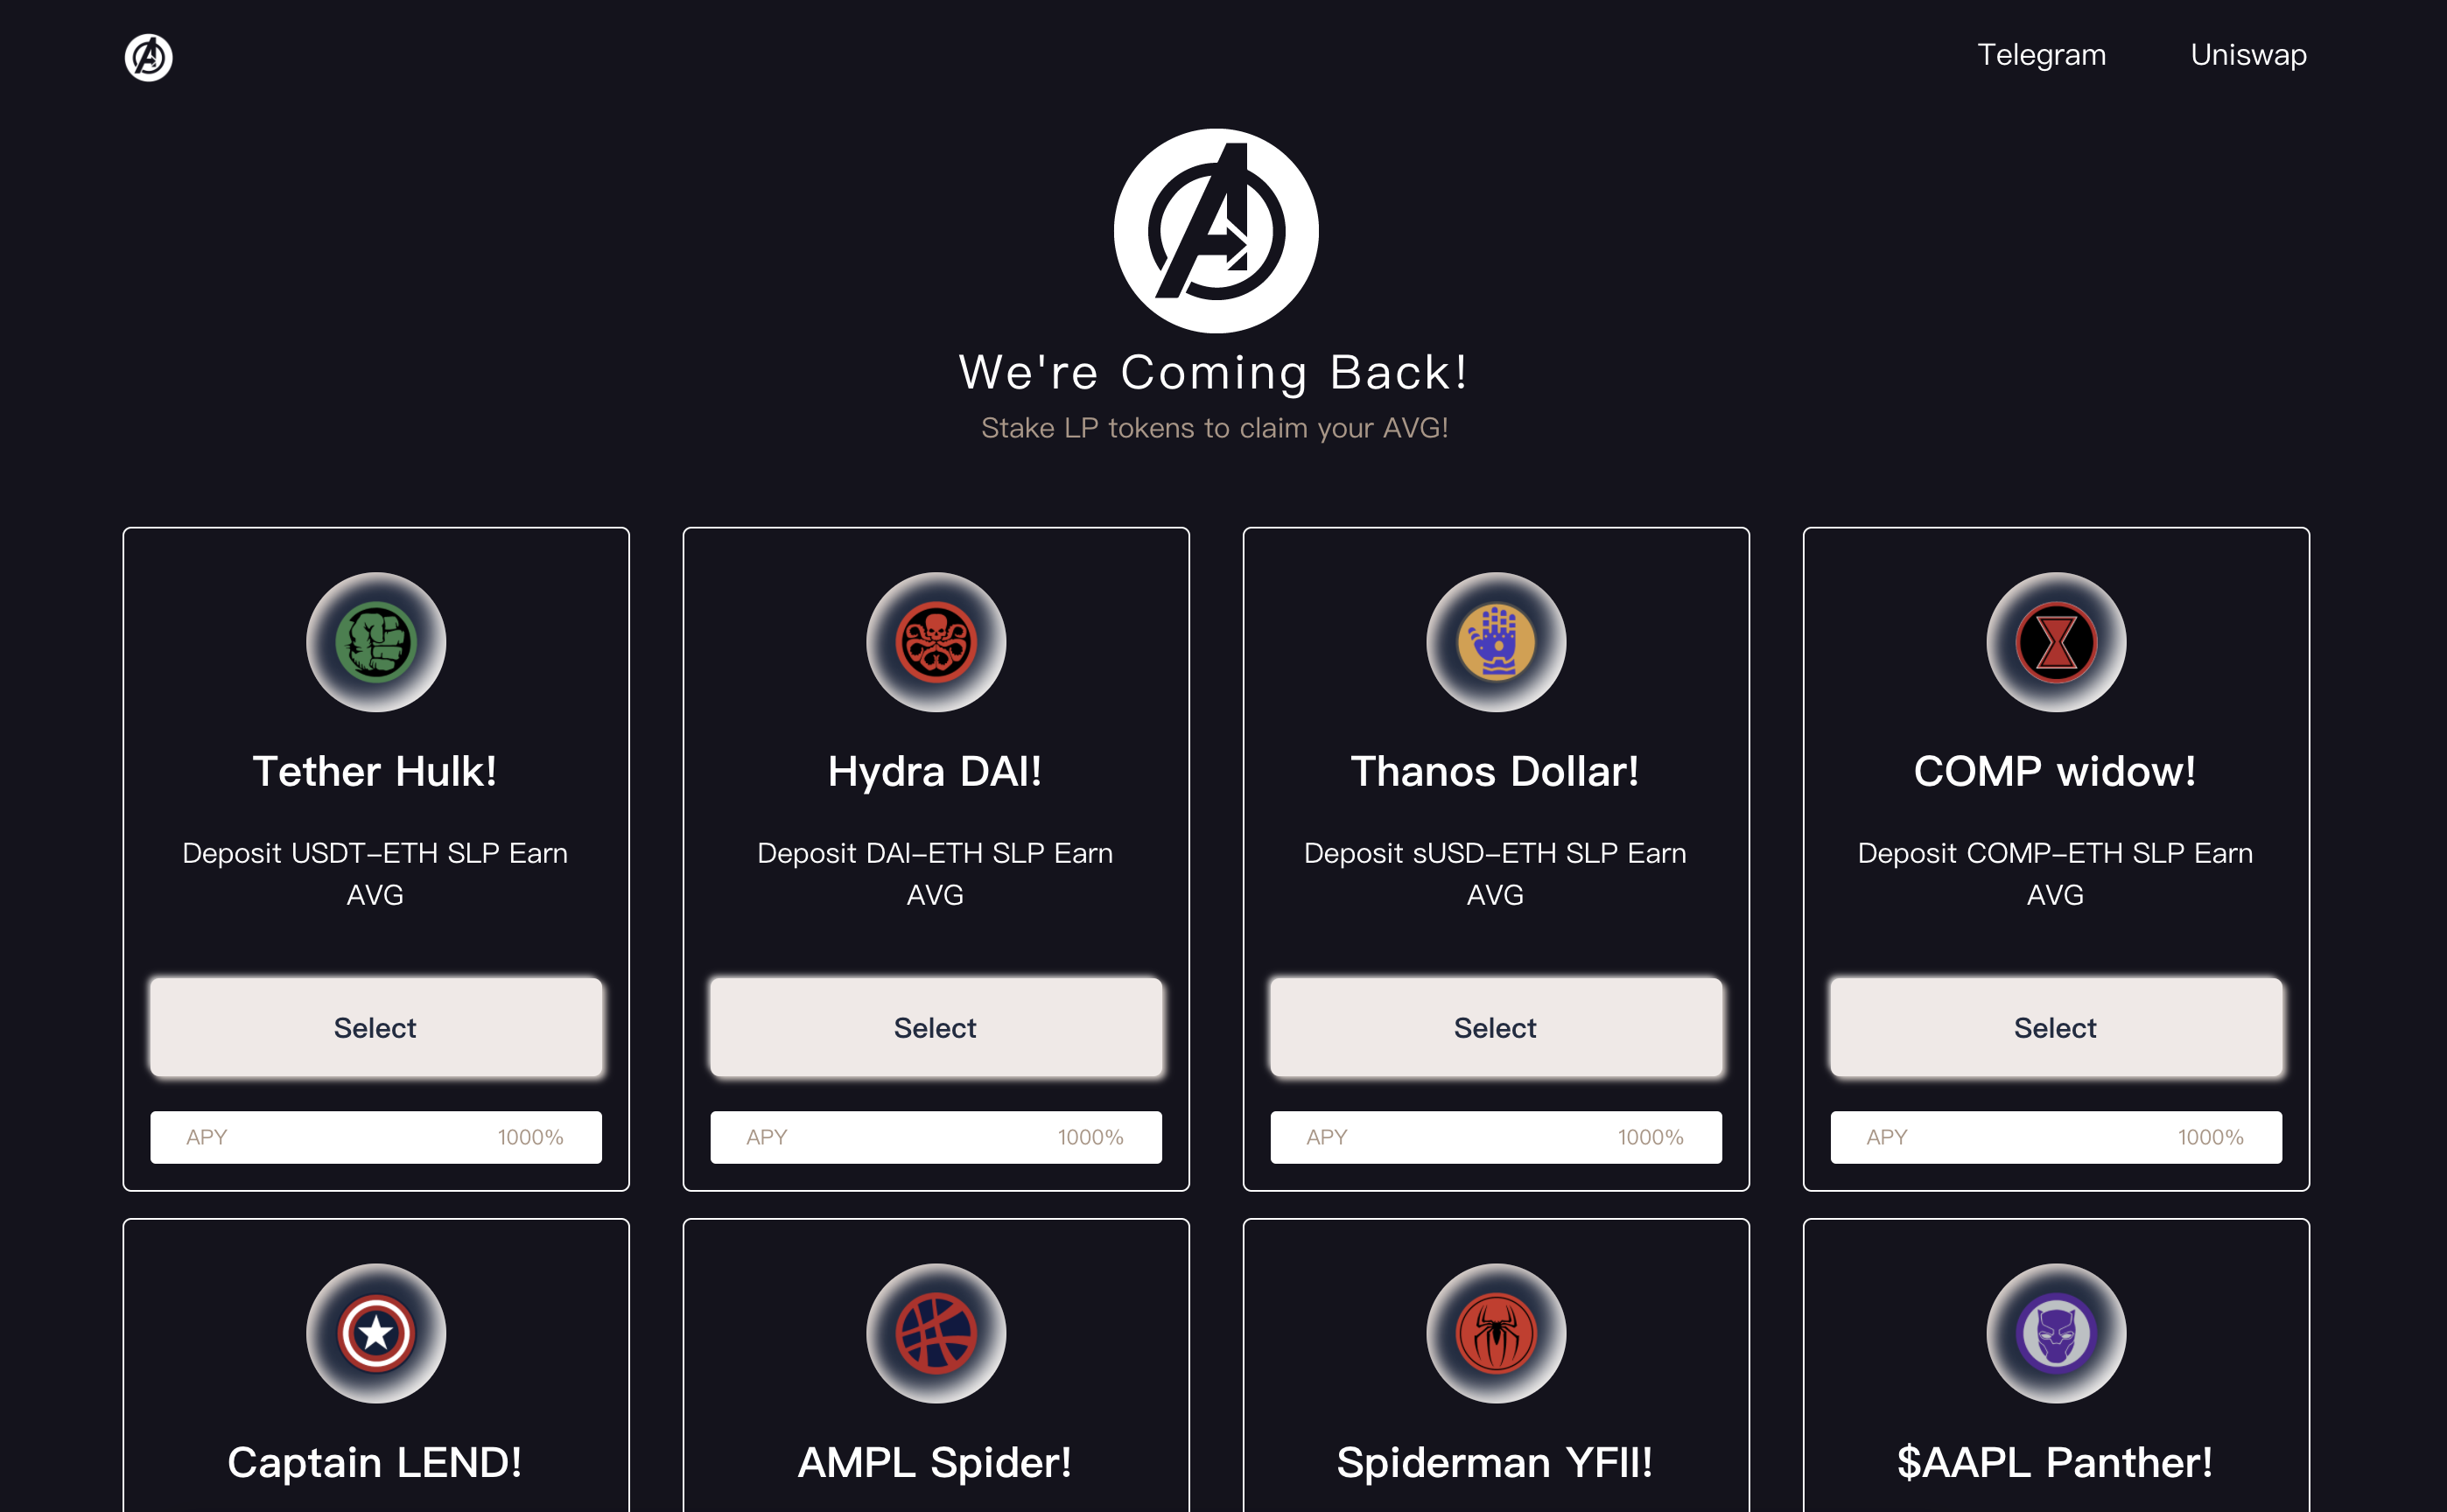 Telegram Uniswap
We're Coming Back!
Stake LP tokens to claim your AVG!
Tether Hulk!
Deposit USDT-ETH SLP Earn
AVG
Select
APY 1000%
Hydra DAI!
Deposit DAI-ETH SLP Earn
AVG
Select
APY 1000%
Thanos Dollar!
Deposit sUSD-ETH SLP Earn
AVG
Select
APY 1000%
COMP widow!
Deposit COMP-ETH SLP Earn
AVG
Select
APY 1000%
Captain LEND!
AMPL Spider!
Spiderman YFII!
$AAPL Panther!